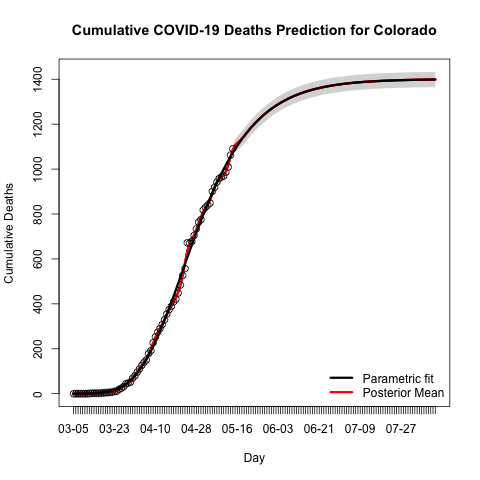 Cumulative COVID-19 Deaths Prediction for Colorado
Cumulative Deaths
1400
1200
1000
800
600
400
200
0
Parametric fit
Posterior Mean
03-05 03-23 04-10 04-28 05-16 06-03 06-21 07-09 07-27
Day